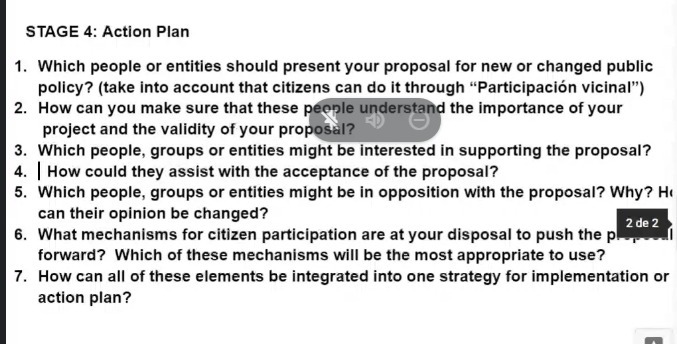 STAGE 4: Action Plan
1. Which people or entities should present your proposal for new or changed public
policy? (take into account that citizens can do it through “Participación vicinal”)
2. How can you make sure that these people understand the importance of your
project and the validity of your proposal?
3. Which people, groups or entities might be interested in supporting the proposal?
4. How could they assist with the acceptance of the proposal?
5. Which people, groups or entities might be in opposition with the proposal? Why?
can their opinion be changed?
2 de 2
6. What mechanisms for citizen participation are at your disposal to push the
forward? Which of these mechanisms will be the most appropriate to use?
7. How can all of these elements be integrated into one strategy for implementation or
action plan?